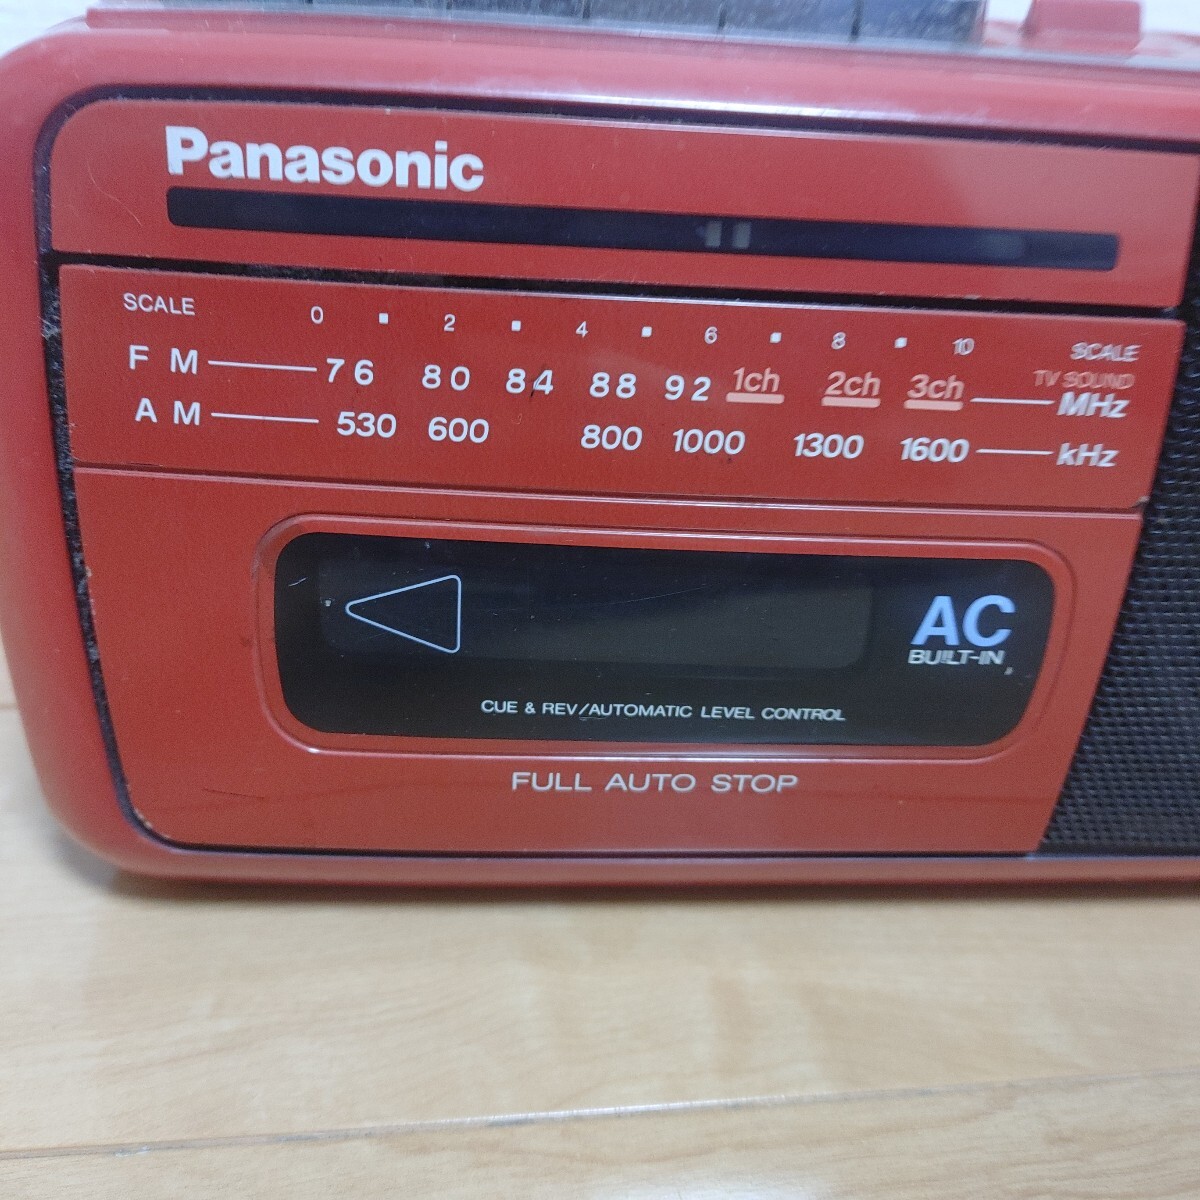 Panasonic
SCALE 0 2 4 6 8 10 SCALE
TV SOUND
FM 76 80 84 88 92 1ch 2ch 3ch MHz
AM 530 600 800 1000 1300 1600 kHz
AC
BUILT-IN
CUE & REV/AUTOMATIC LEVEL CONTROL
FULL AUTO STOP